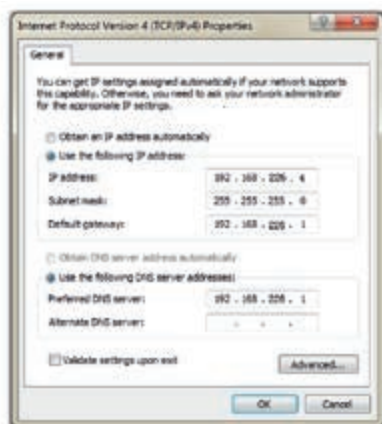 Internet Protocol Version 4 (TCP/IPv4) Properties
General
You can get IP settings assigned automatically if your network supports
this capability. Otherwise, you need to ask your network administrator
for the appropriate IP settings.
Obtain an IP address automatically
Use the following IP address:
IP address: 192 . 168 . 226 . 4
Subnet mask: 255 . 255 . 255 . 0
Default gateway: 192 . 168 . 226 . 1
Obtain DNS server address automatically
Use the following DNS server addresses:
Preferred DNS server: 192 . 168 . 226 . 1
Alternate DNS server: . . .
Validate settings upon exit
Advanced...
OK Cancel